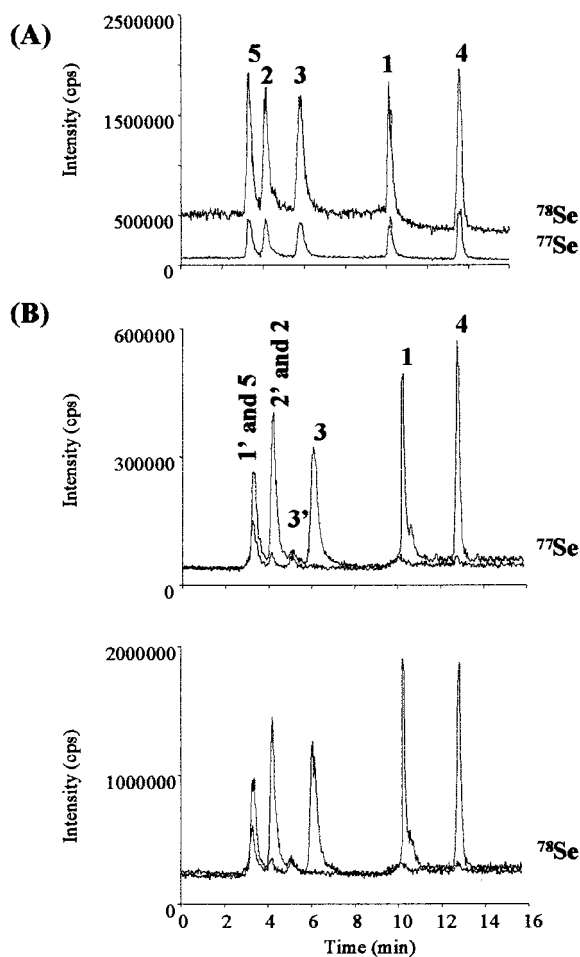 (A)
2500000
1500000
500000
0
Intensity (cps)
5
2
3
1
4
⁷⁸Se
⁷⁷Se
(B)
600000
300000
0
Intensity (cps)
1' and 5
2' and 2
3'
3
1
4
⁷⁷Se
2000000
1000000
0
Intensity (cps)
⁷⁸Se
0 2 4 6 8 10 12 14 16
Time (min)